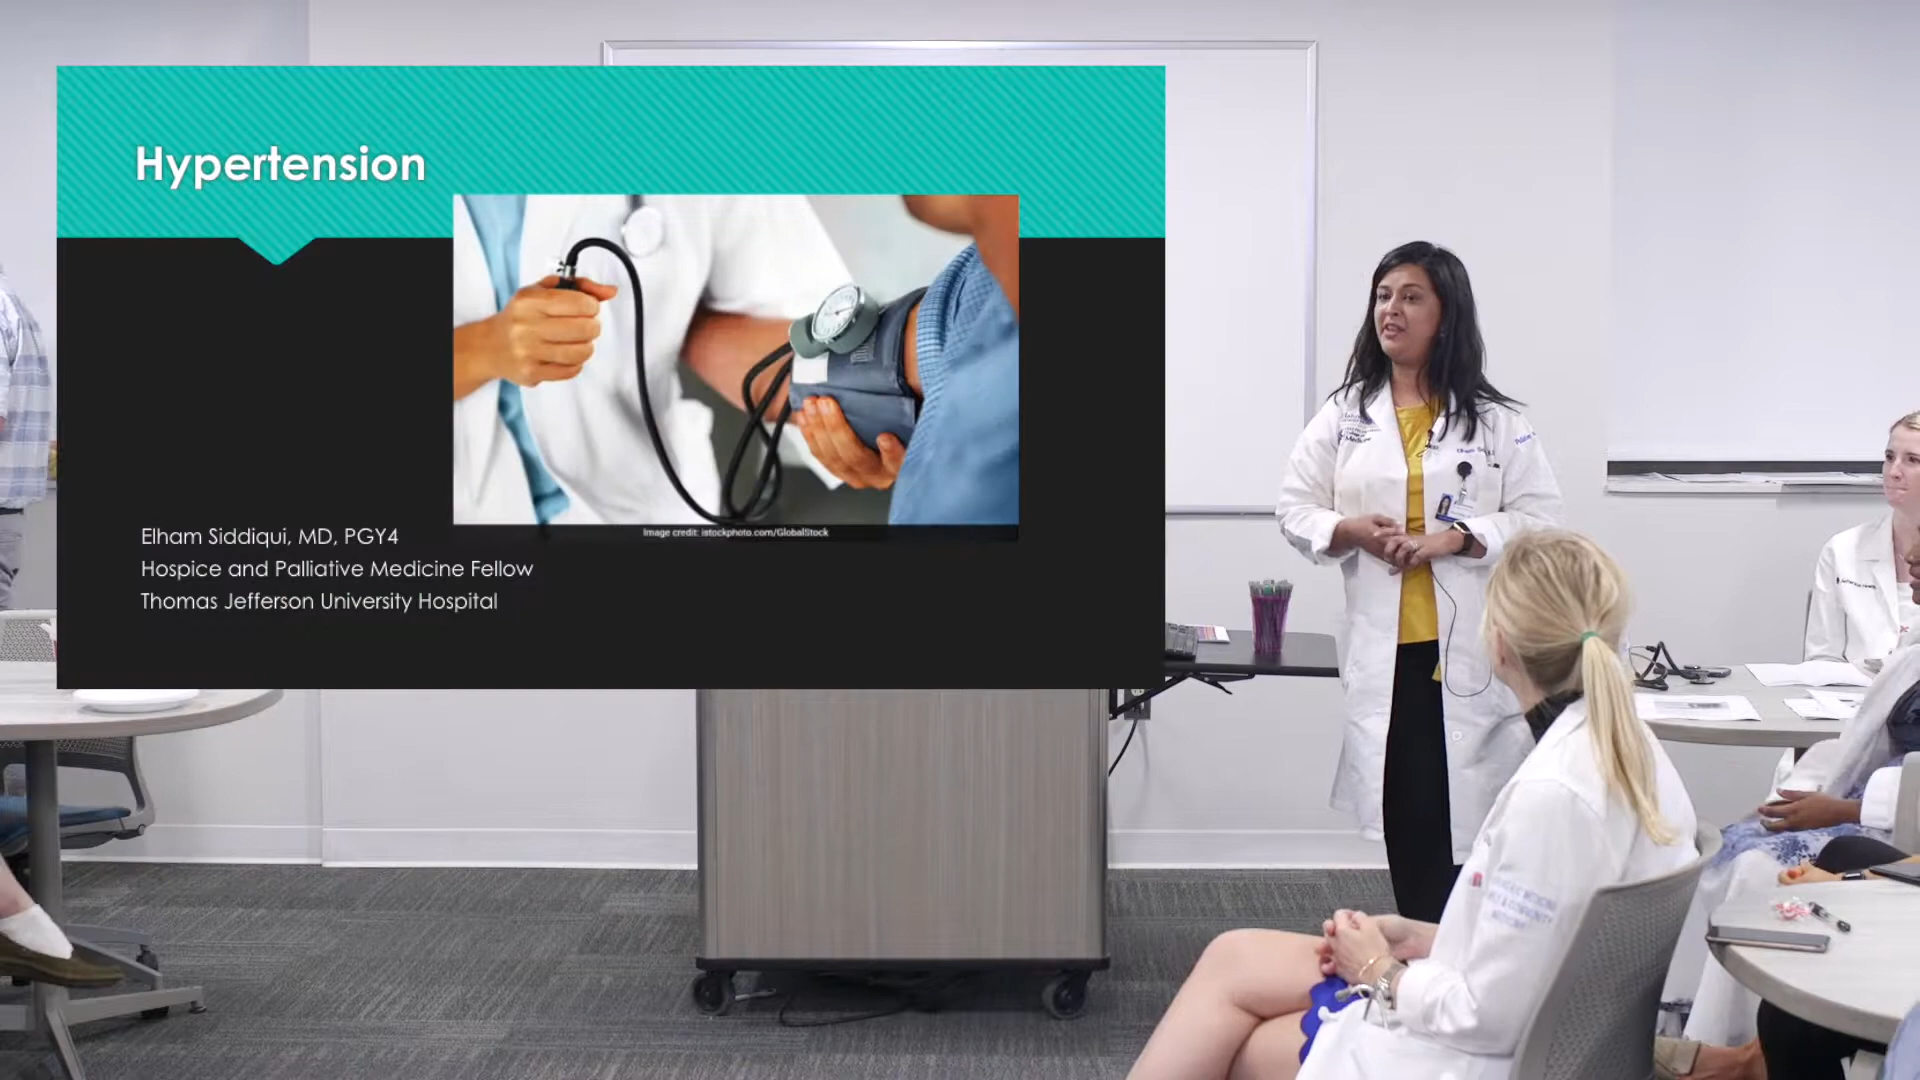 Hypertension
Image credit: istockphoto.com/GlobalStock
Elham Siddiqui, MD, PGY4
Hospice and Palliative Medicine Fellow
Thomas Jefferson University Hospital
Medicine